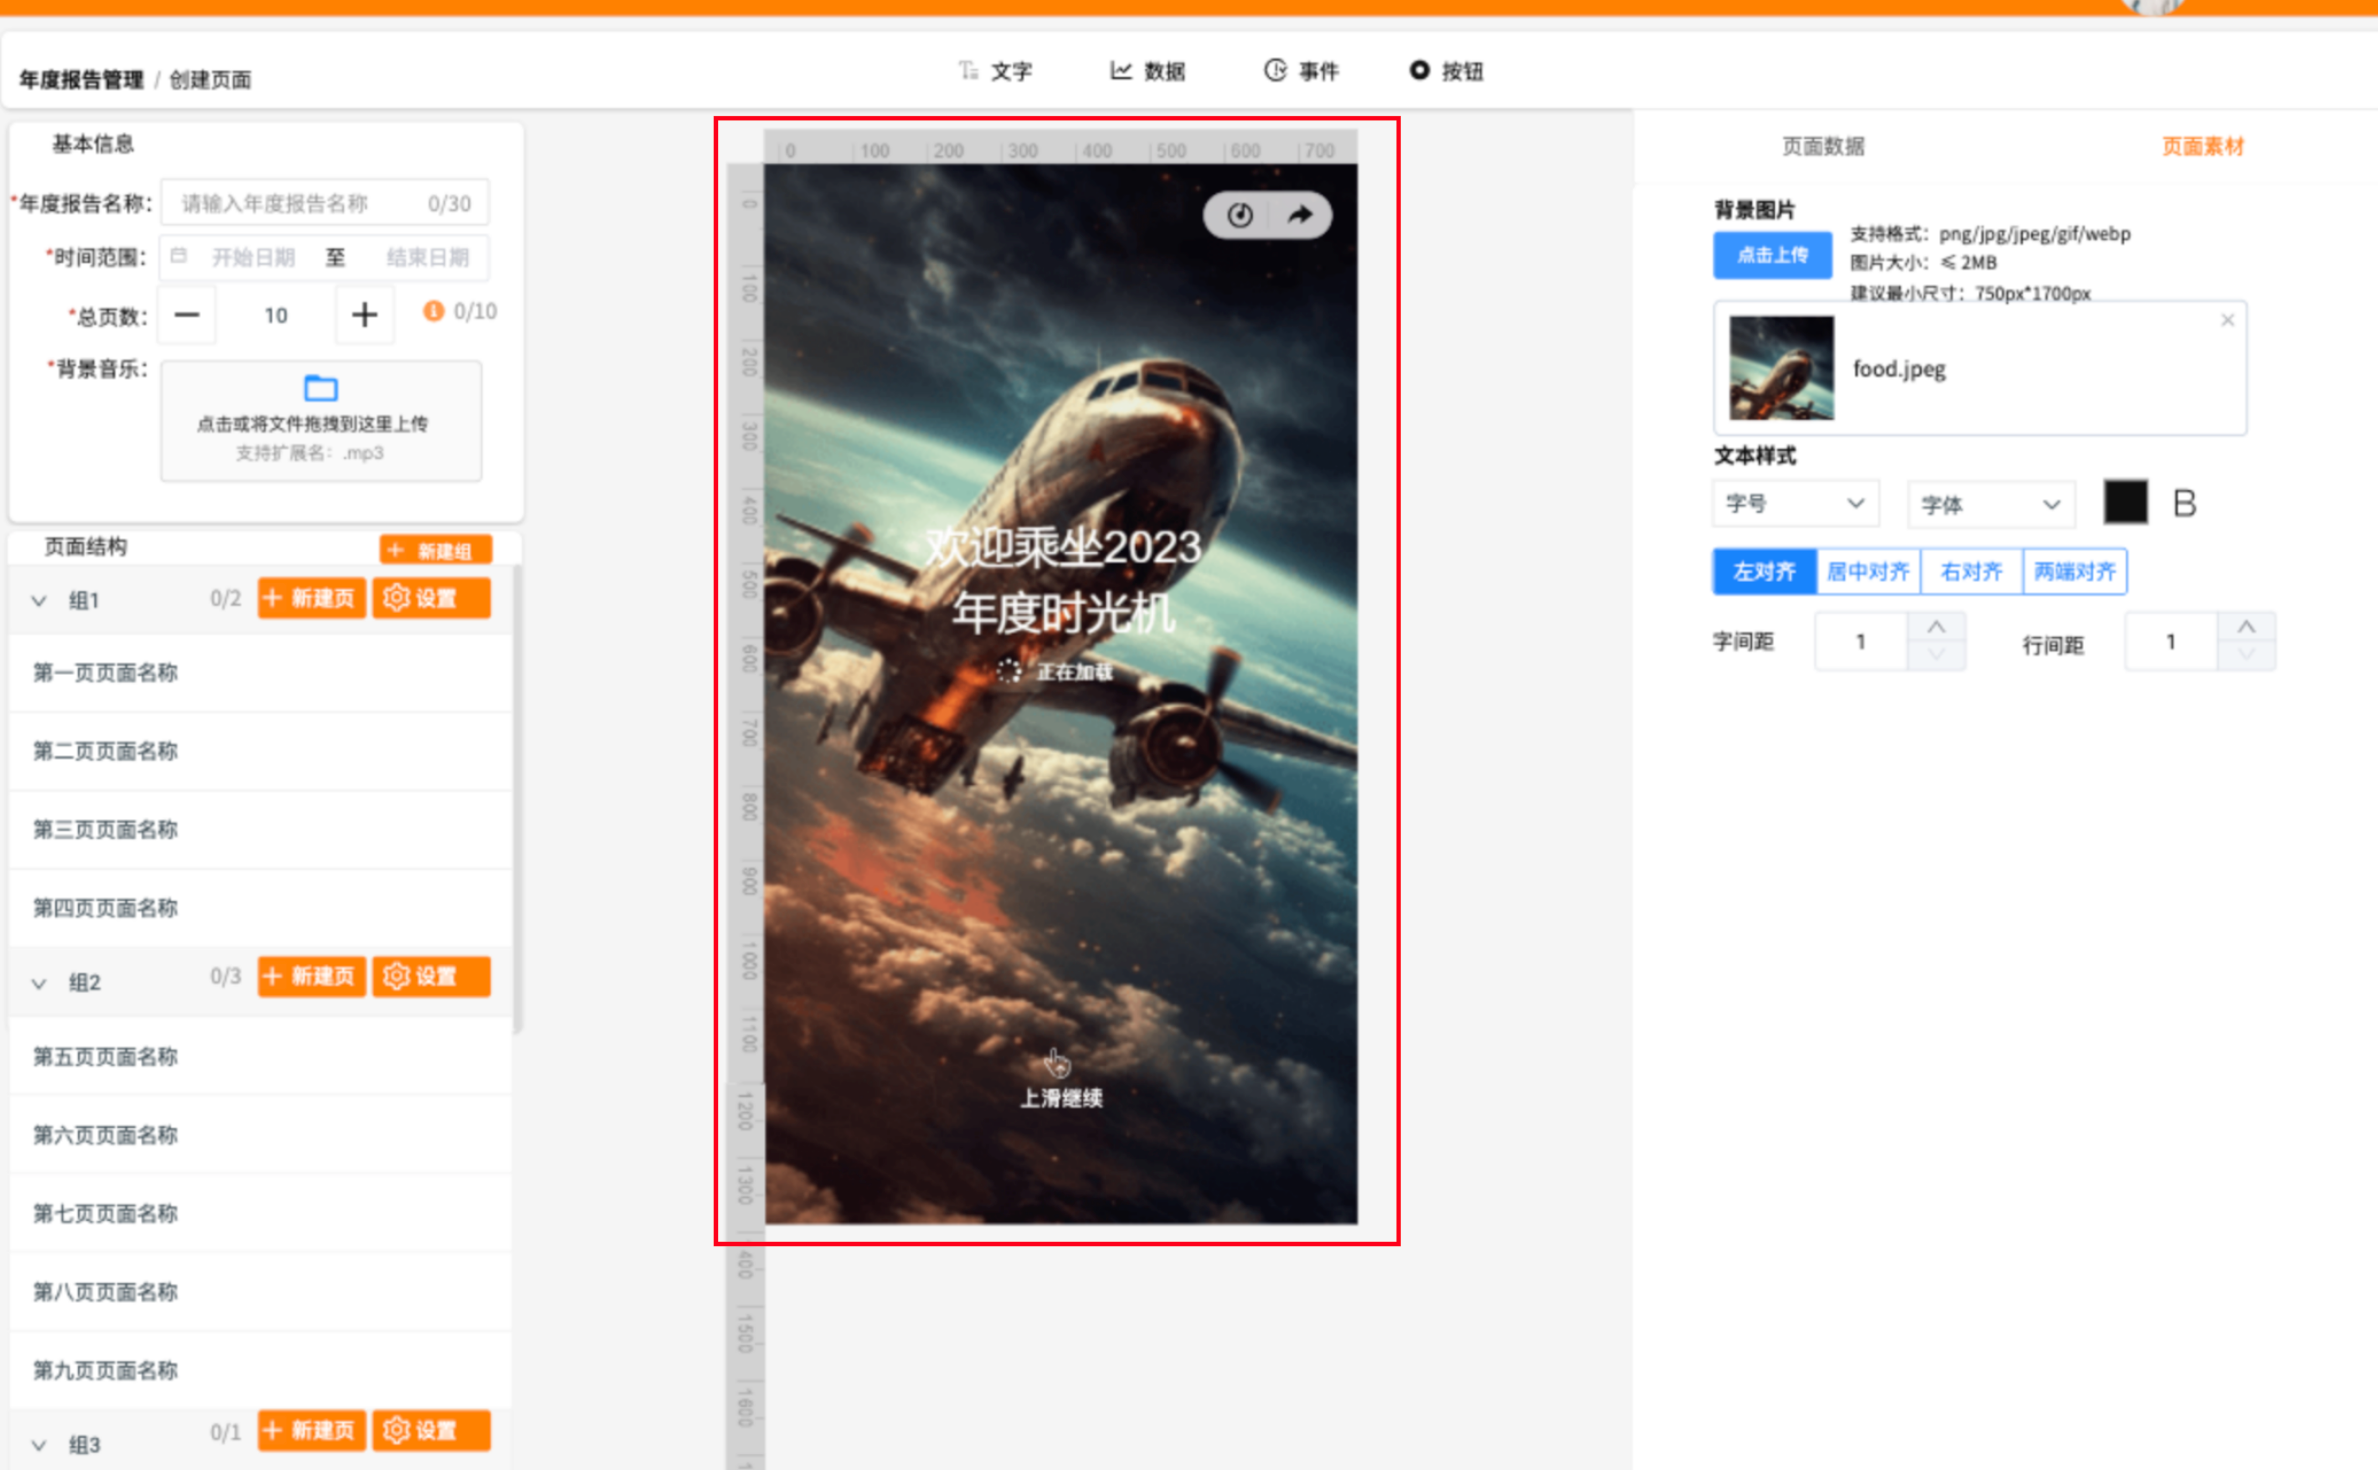 年度报告管理 / 创建页面
文字 数据 事件 按钮
基本信息
*年度报告名称: 请输入年度报告名称 0/30
*时间范围: 开始日期 至 结束日期
*总页数: 10 0/10
*背景音乐:
点击或将文件拖拽到这里上传
支持扩展名: .mp3
页面结构 + 新建组
组1 0/2 + 新建页 设置
第一页页面名称
第二页页面名称
第三页页面名称
第四页页面名称
组2 0/3 + 新建页 设置
第五页页面名称
第六页页面名称
第七页页面名称
第八页页面名称
第九页页面名称
组3 0/1 + 新建页 设置
0 100 200 300 400 500 600 700
0
100
200
300
400
500
600
700
800
900
1000
1100
1200
1300
400
1500
1600
欢迎乘坐2023
年度时光机
正在加载
上滑继续
页面数据 页面素材
背景图片
点击上传
支持格式: png/jpg/jpeg/gif/webp
图片大小: ≤ 2MB
建议最小尺寸: 750px*1700px
food.jpeg
文本样式
字号 字体 B
左对齐 居中对齐 右对齐 两端对齐
字间距 1 行间距 1